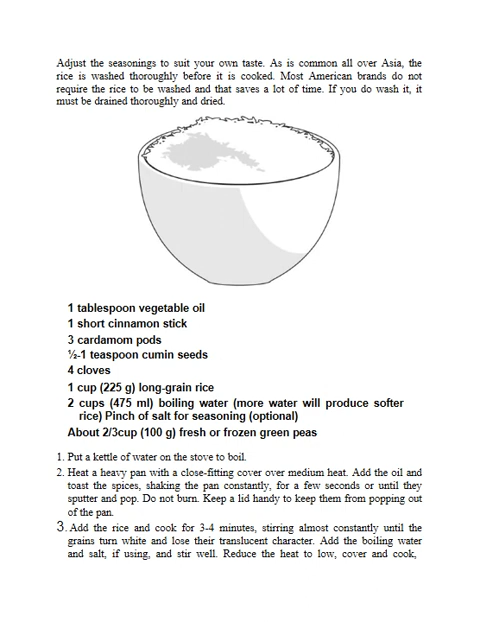 Adjust the seasonings to suit your own taste. As is common all over Asia, the
rice is washed thoroughly before it is cooked. Most American brands do not
require the rice to be washed and that saves a lot of time. If you do wash it, it
must be drained thoroughly and dried.
1 tablespoon vegetable oil
1 short cinnamon stick
3 cardamom pods
½-1 teaspoon cumin seeds
4 cloves
1 cup (225 g) long-grain rice
2 cups (475 ml) boiling water (more water will produce softer
rice) Pinch of salt for seasoning (optional)
About 2/3cup (100 g) fresh or frozen green peas
1. Put a kettle of water on the stove to boil.
2. Heat a heavy pan with a close-fitting cover over medium heat. Add the oil and
toast the spices, shaking the pan constantly, for a few seconds or until they
sputter and pop. Do not burn. Keep a lid handy to keep them from popping out
of the pan.
3. Add the rice and cook for 3-4 minutes, stirring almost constantly until the
grains turn white and lose their translucent character. Add the boiling water
and salt, if using, and stir well. Reduce the heat to low, cover and cook,